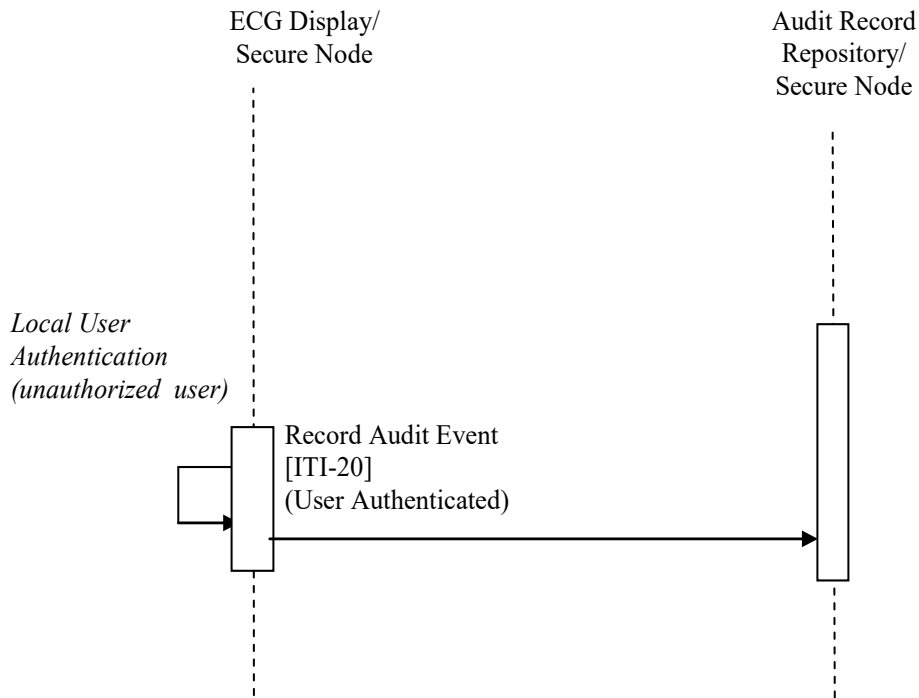 ECG Display/
Secure Node
Audit Record
Repository/
Secure Node
Local User
Authentication
(unauthorized user)
Record Audit Event
[ITI-20]
(User Authenticated)